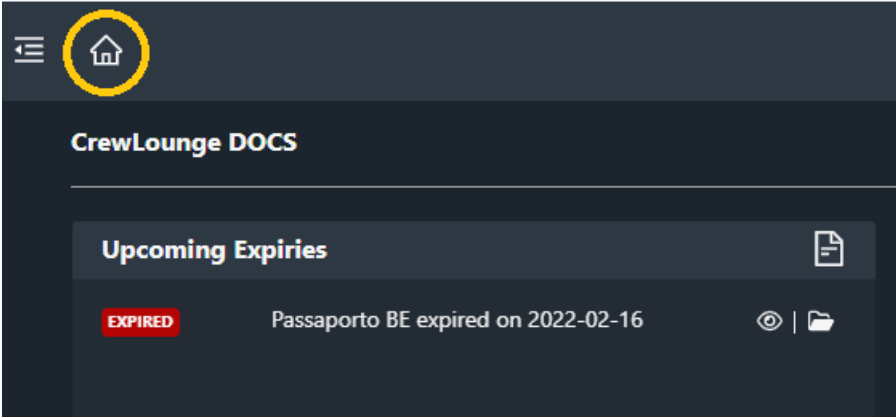 CrewLounge DOCS
Upcoming Expiries
EXPIRED Passaporto BE expired on 2022-02-16 |